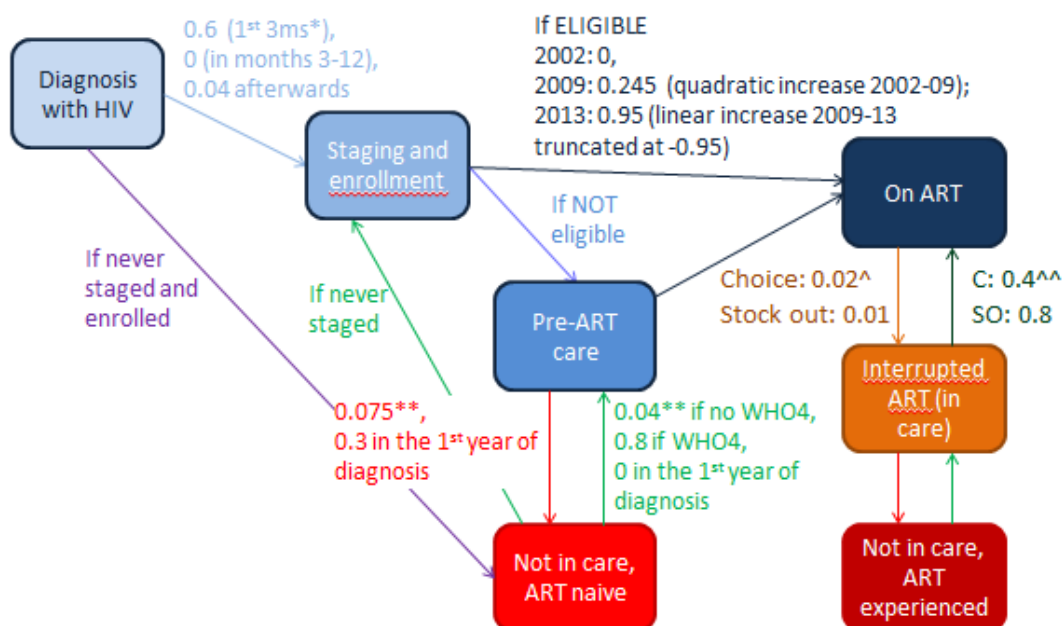 Diagnosis
with HIV
0.6 (1st 3ms*),
0 (in months 3-12),
0.04 afterwards
If ELIGIBLE
2002: 0,
2009: 0.245 (quadratic increase 2002-09);
2013: 0.95 (linear increase 2009-13
truncated at -0.95)
Staging and
enrollment
On ART
If NOT
eligible
If never
staged and
enrolled
If never
staged
Pre-ART
care
Choice: 0.02^
Stock out: 0.01
C: 0.4^^
SO: 0.8
Interrupted
ART (in
care)
0.075**,
0.3 in the 1st year of
diagnosis
0.04** if no WHO4,
0.8 if WHO4,
0 in the 1st year of
diagnosis
Not in care,
ART naive
Not in care,
ART
experienced